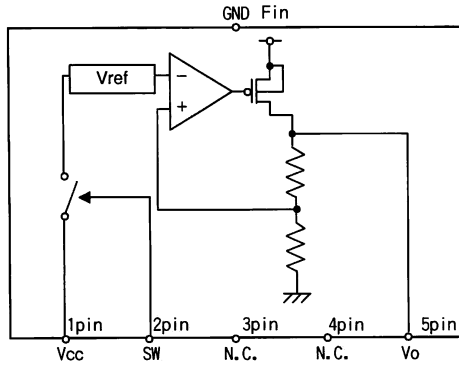 GND Fin
Vref
−
+
1pin 2pin 3pin 4pin 5pin
Vcc SW N.C. N.C. Vo